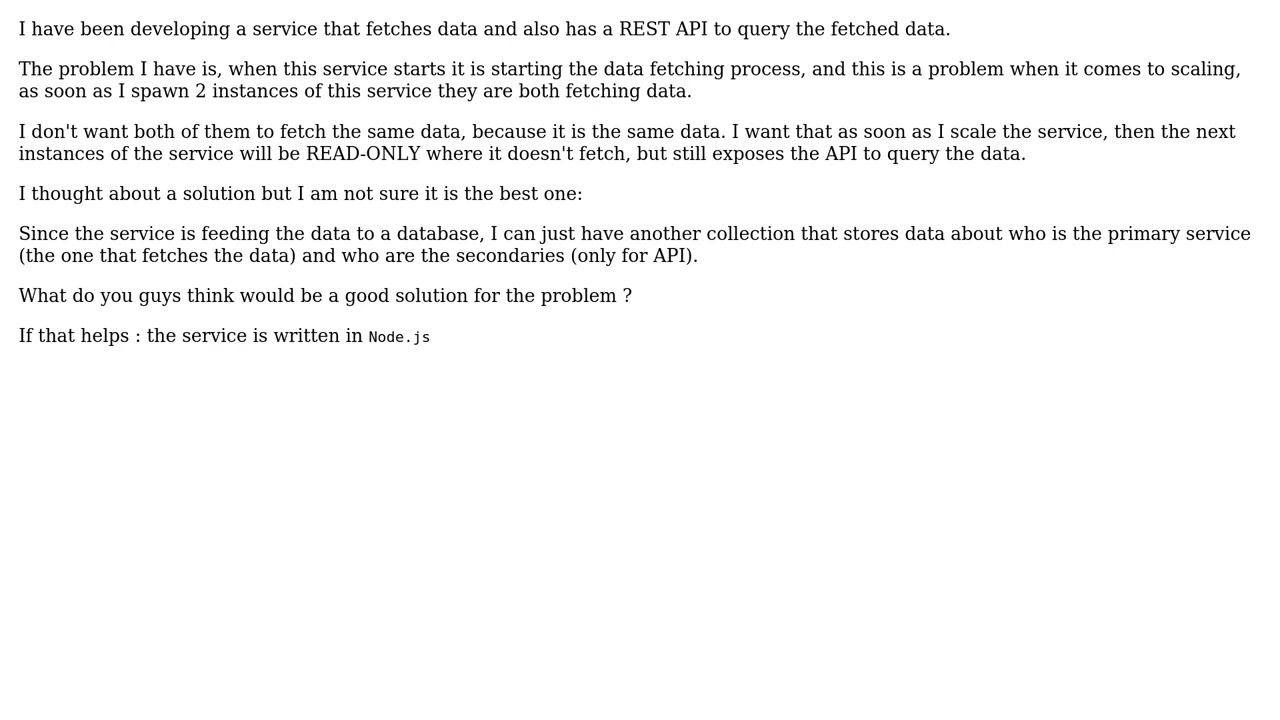 I have been developing a service that fetches data and also has a REST API to query the fetched data.
The problem I have is, when this service starts it is starting the data fetching process, and this is a problem when it comes to scaling,
as soon as I spawn 2 instances of this service they are both fetching data.
I don't want both of them to fetch the same data, because it is the same data. I want that as soon as I scale the service, then the next
instances of the service will be READ-ONLY where it doesn't fetch, but still exposes the API to query the data.
I thought about a solution but I am not sure it is the best one:
Since the service is feeding the data to a database, I can just have another collection that stores data about who is the primary service
(the one that fetches the data) and who are the secondaries (only for API).
What do you guys think would be a good solution for the problem ?
If that helps : the service is written in Node.js